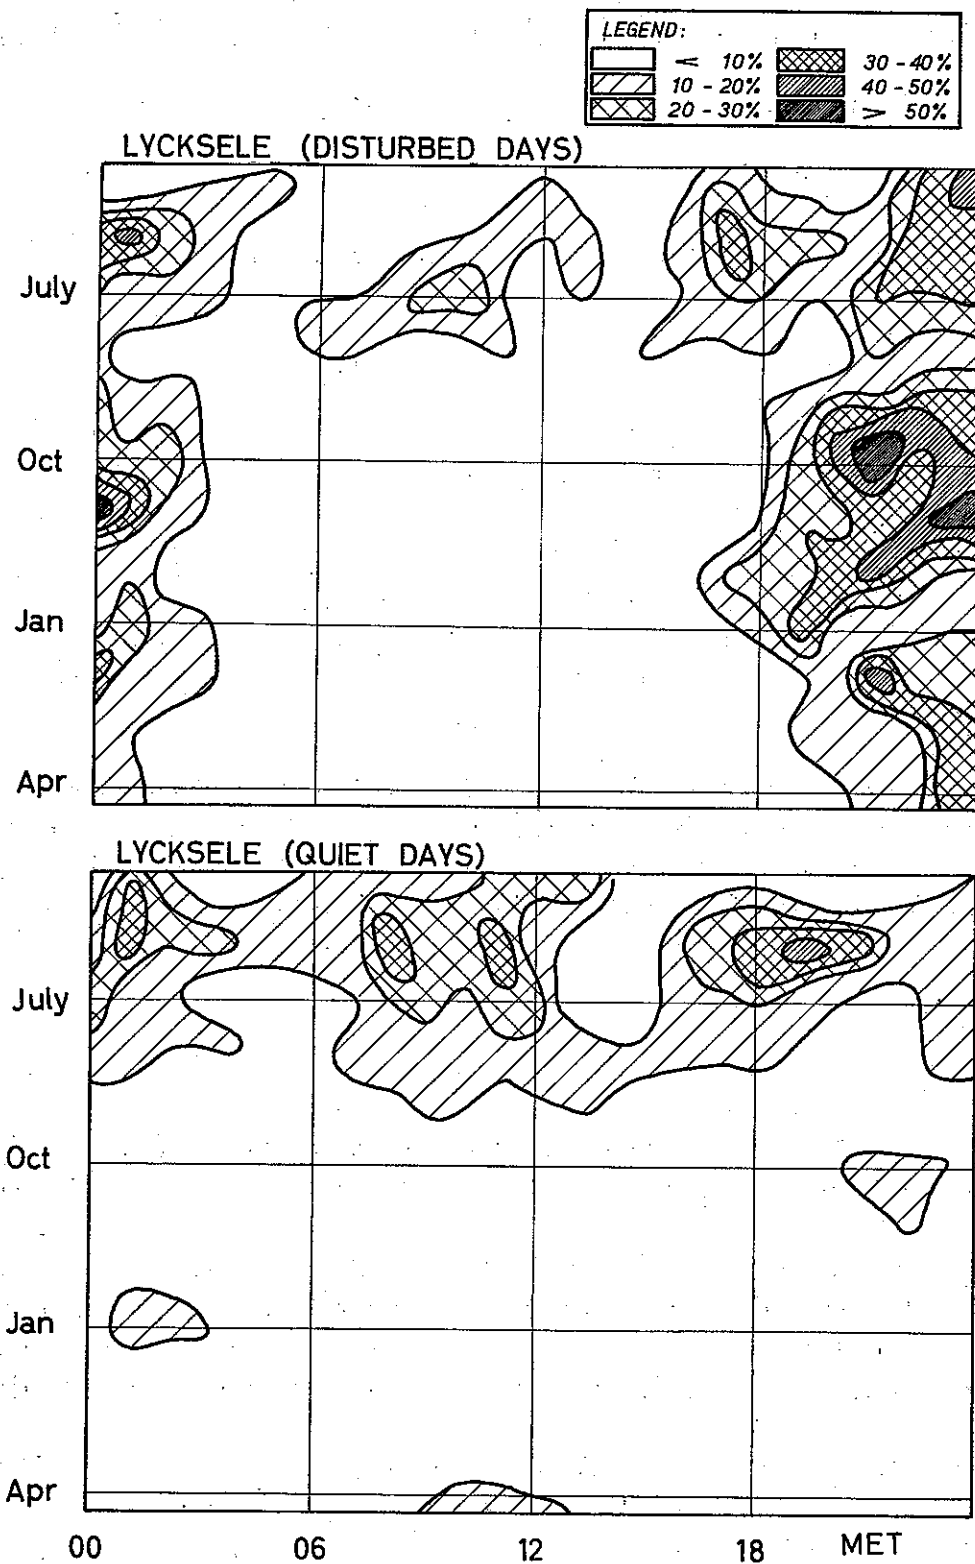 LEGEND:
< 10% 30 - 40%
10 - 20% 40 - 50%
20 - 30% > 50%
LYCKSELE (DISTURBED DAYS)
July
Oct
Jan
Apr
LYCKSELE (QUIET DAYS)
July
Oct
Jan
Apr
00 06 12 18 MET